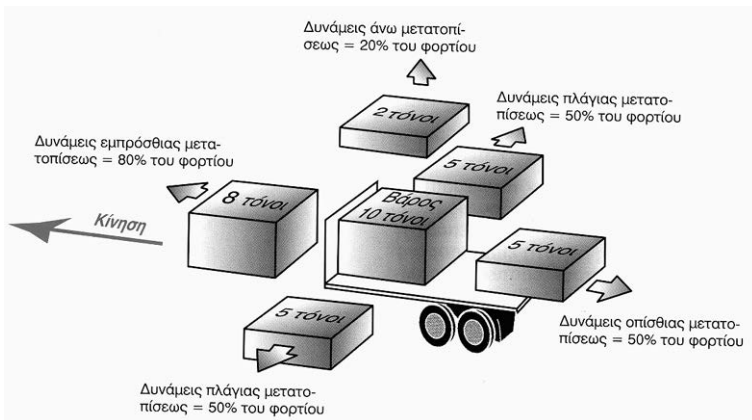 Δυνάμεις άνω μετατοπί-
σεως = 20% του φορτίου
Δυνάμεις πλάγιας μετατο-
πίσεως = 50% του φορτίου
Δυνάμεις εμπρόσθιας μετα-
τοπίσεως = 80% του φορτίου
2 τόνοι
5 τόνοι
8 τόνοι
Βάρος
10 τόνοι
Κίνηση
5 τόνοι
5 τόνοι
Δυνάμεις οπίσθιας μετατο-
πίσεως = 50% του φορτίου
Δυνάμεις πλάγιας μετατο-
πίσεως = 50% του φορτίου